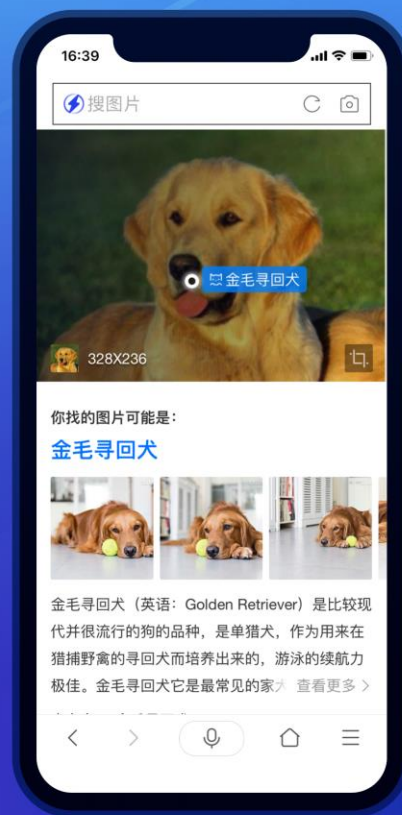 16:39
搜图片
金毛寻回犬
328X236
你找的图片可能是：
金毛寻回犬
金毛寻回犬（英语：Golden Retriever）是比较现
代并很流行的狗的品种，是单猎犬，作为用来在
猎捕野禽的寻回犬而培养出来的，游泳的续航力
极佳。金毛寻回犬它是最常见的家犬 查看更多 >